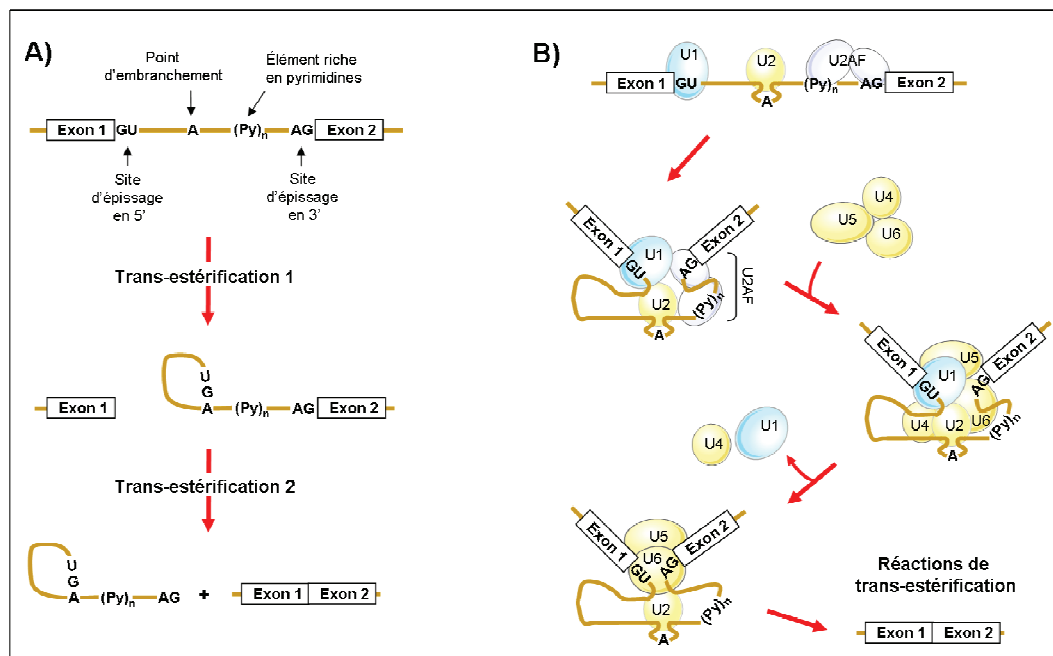 A)
Point
d'embranchement
Élément riche
en pyrimidines
Exon 1 GU A (Py)n AG Exon 2
Site
d'épissage
en 5'
Site
d'épissage
en 3'
Trans-estérification 1
Exon 1
U
G
A (Py)n AG Exon 2
Trans-estérification 2
U
G
A (Py)n AG + Exon 1 Exon 2
B)
U1 U2 U2AF
Exon 1 GU A (Py)n AG Exon 2
Exon 1 GU U1 AG Exon 2
U2 (Py)n
A
U2AF
U4
U5
U6
U5
Exon 1 GU U1 AG Exon 2
U4 U2 U6 (Py)n
A
U4 U1
U5
Exon 1 U6 Exon 2
GU AG
U2 (Py)n
A
Réactions de
trans-estérification
Exon 1 Exon 2